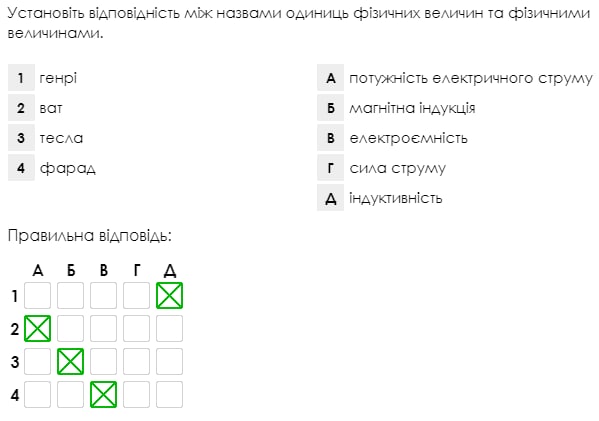 Установіть відповідність між назвами одиниць фізичних величин та фізичними
величинами.
1 генрі
2 ват
3 тесла
4 фарад
А потужність електричного струму
Б магнітна індукція
В електроємність
Г сила струму
Д індуктивність
Правильна відповідь:
А Б В Г Д
1
2
3
4